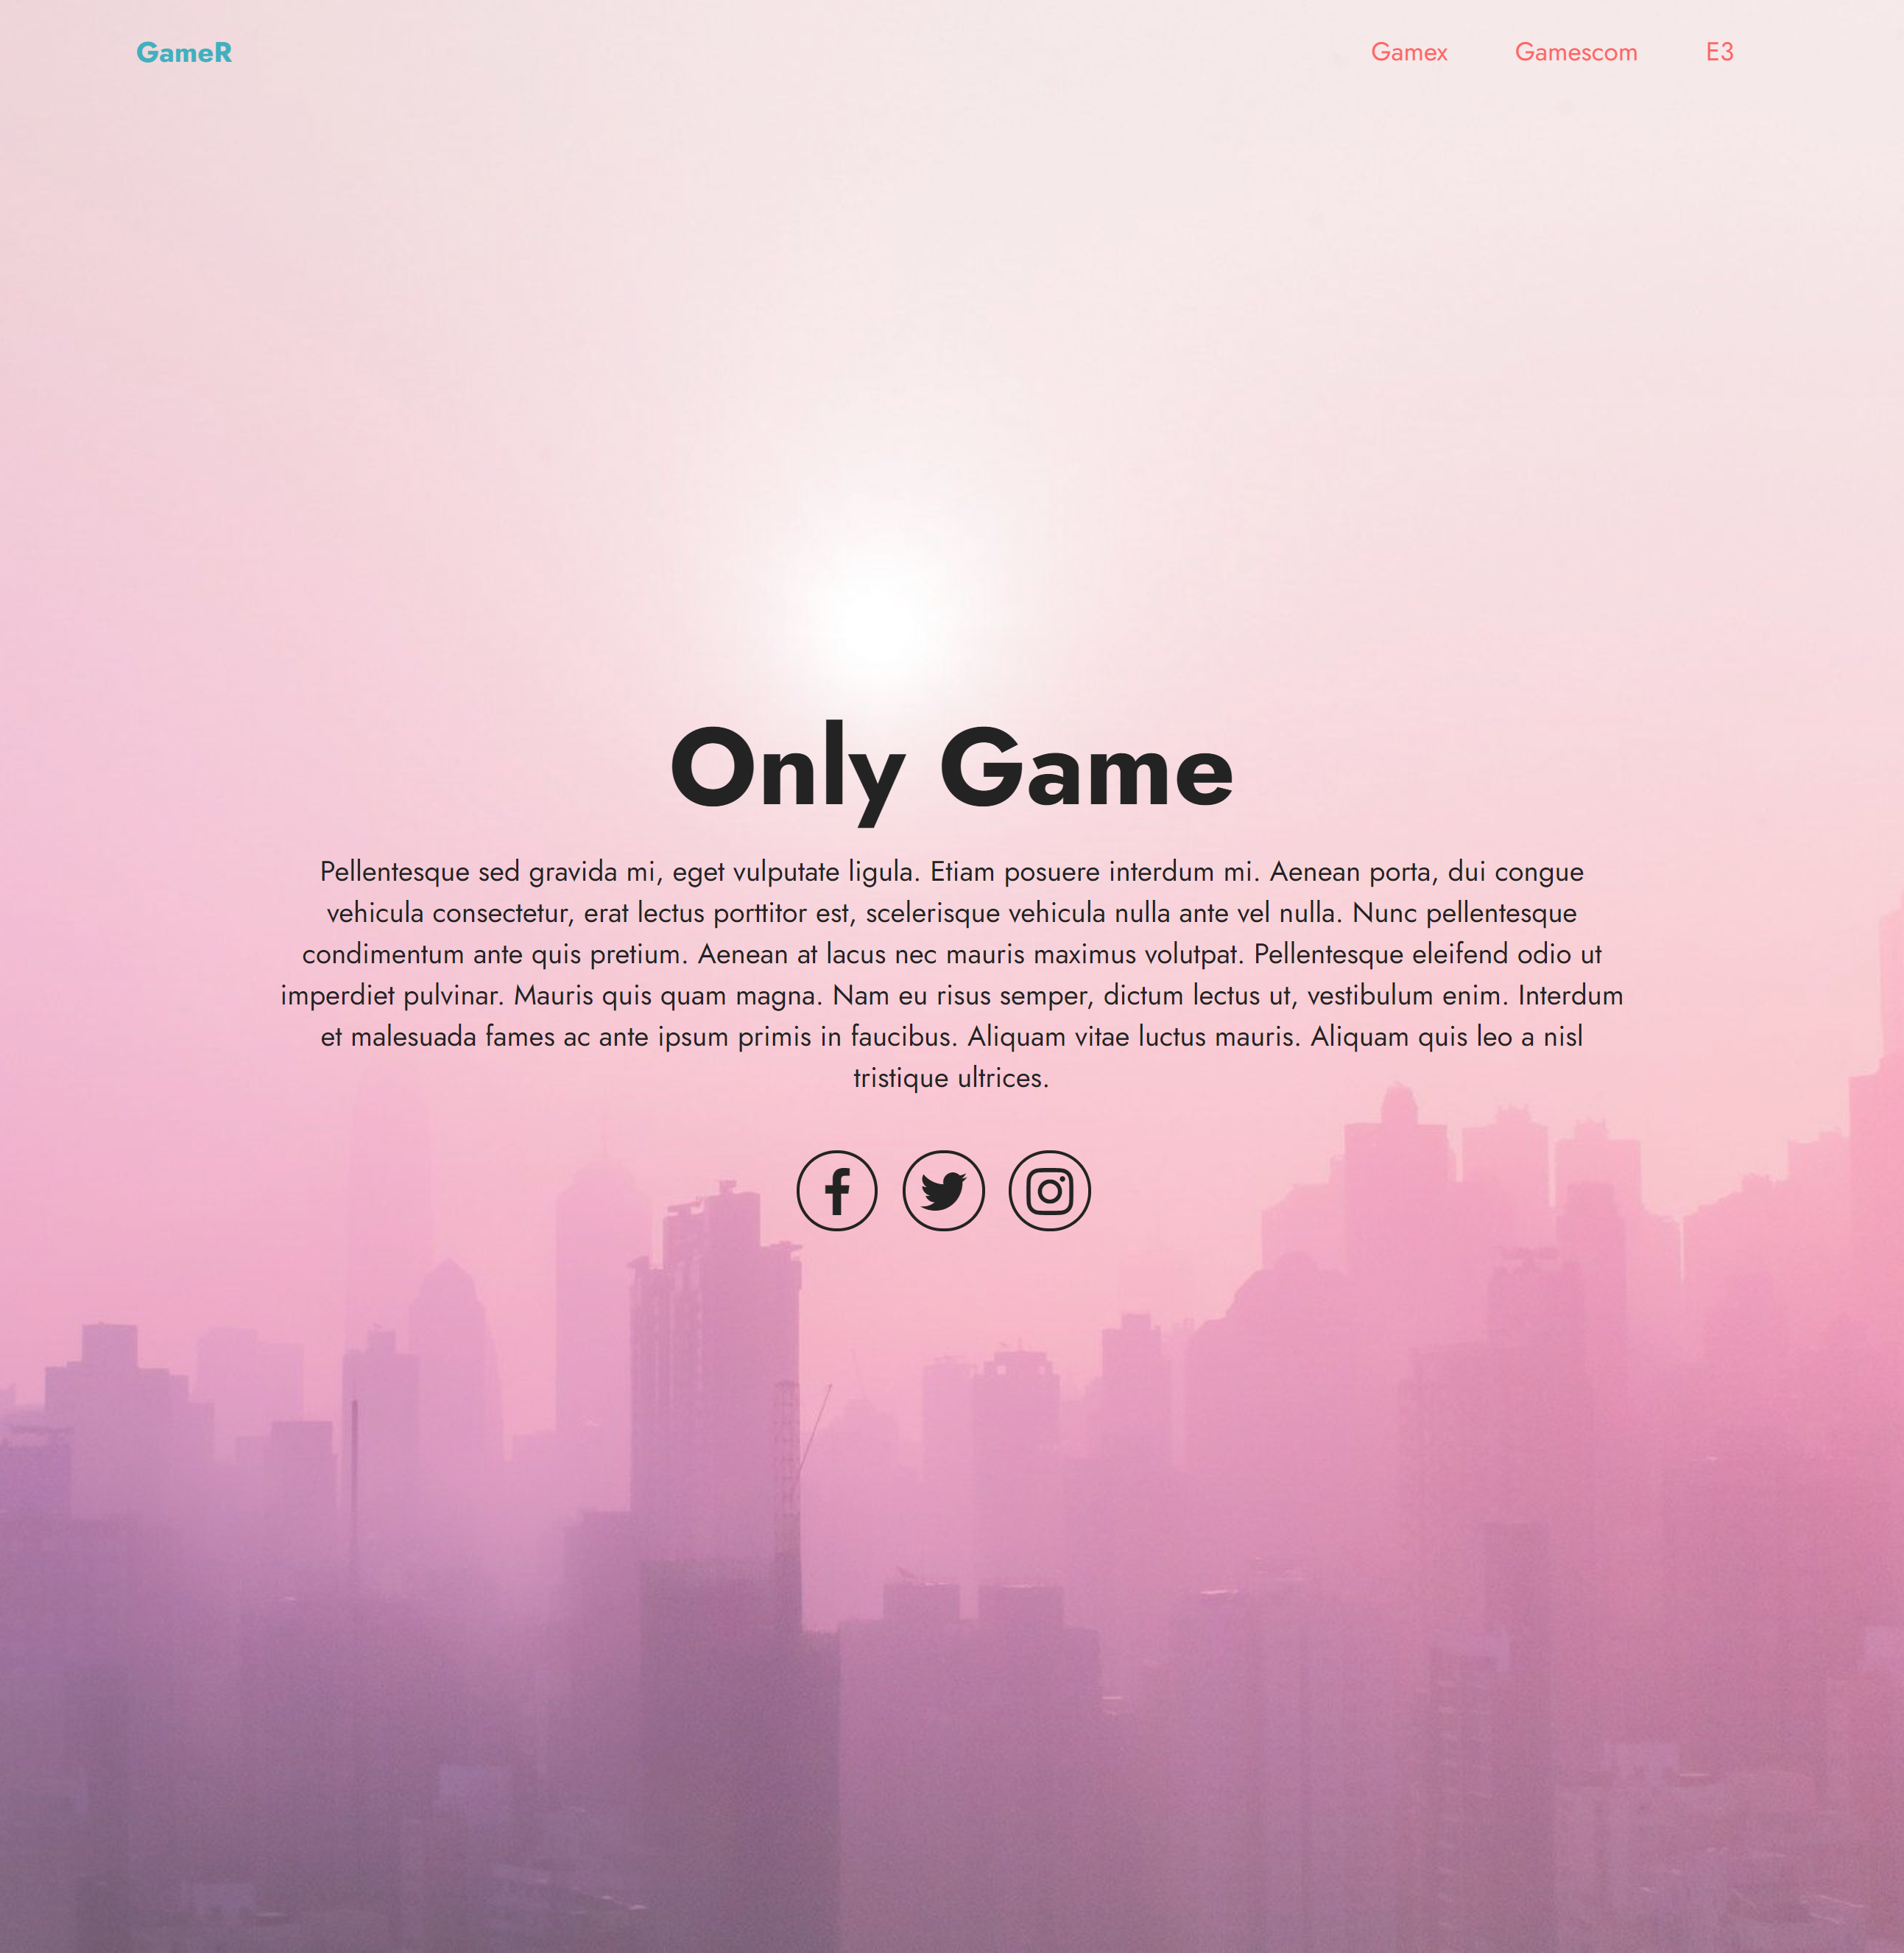 GameR
Gamex Gamescom E3
Only Game
Pellentesque sed gravida mi, eget vulputate ligula. Etiam posuere interdum mi. Aenean porta, dui congue
vehicula consectetur, erat lectus porttitor est, scelerisque vehicula nulla ante vel nulla. Nunc pellentesque
condimentum ante quis pretium. Aenean at lacus nec mauris maximus volutpat. Pellentesque eleifend odio ut
imperdiet pulvinar. Mauris quis quam magna. Nam eu risus semper, dictum lectus ut, vestibulum enim. Interdum
et malesuada fames ac ante ipsum primis in faucibus. Aliquam vitae luctus mauris. Aliquam quis leo a nisl
tristique ultrices.